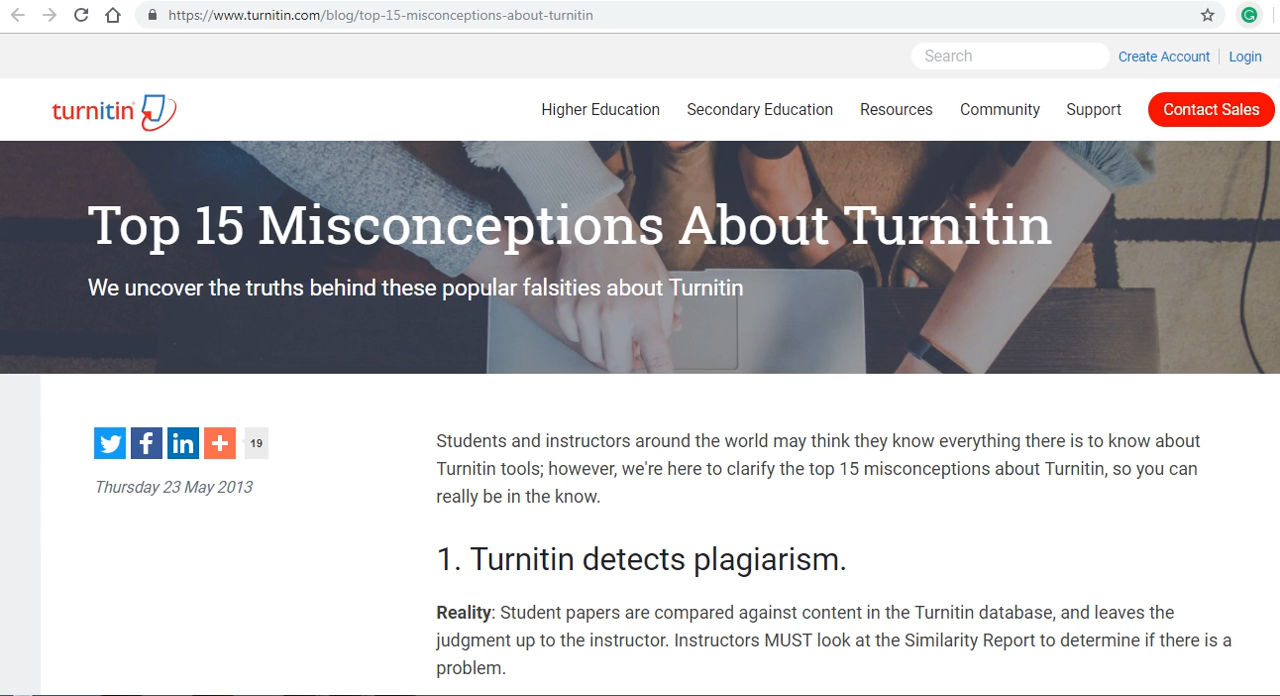 https://www.turnitin.com/blog/top-15-misconceptions-about-turnitin
Search
Create Account
Login
turnitin
Higher Education
Secondary Education
Resources
Community
Support
Contact Sales
Top 15 Misconceptions About Turnitin
We uncover the truths behind these popular falsities about Turnitin
19
Thursday 23 May 2013
Students and instructors around the world may think they know everything there is to know about
Turnitin tools; however, we're here to clarify the top 15 misconceptions about Turnitin, so you can
really be in the know.
1. Turnitin detects plagiarism.
Reality: Student papers are compared against content in the Turnitin database, and leaves the
judgment up to the instructor. Instructors MUST look at the Similarity Report to determine if there is a
problem.